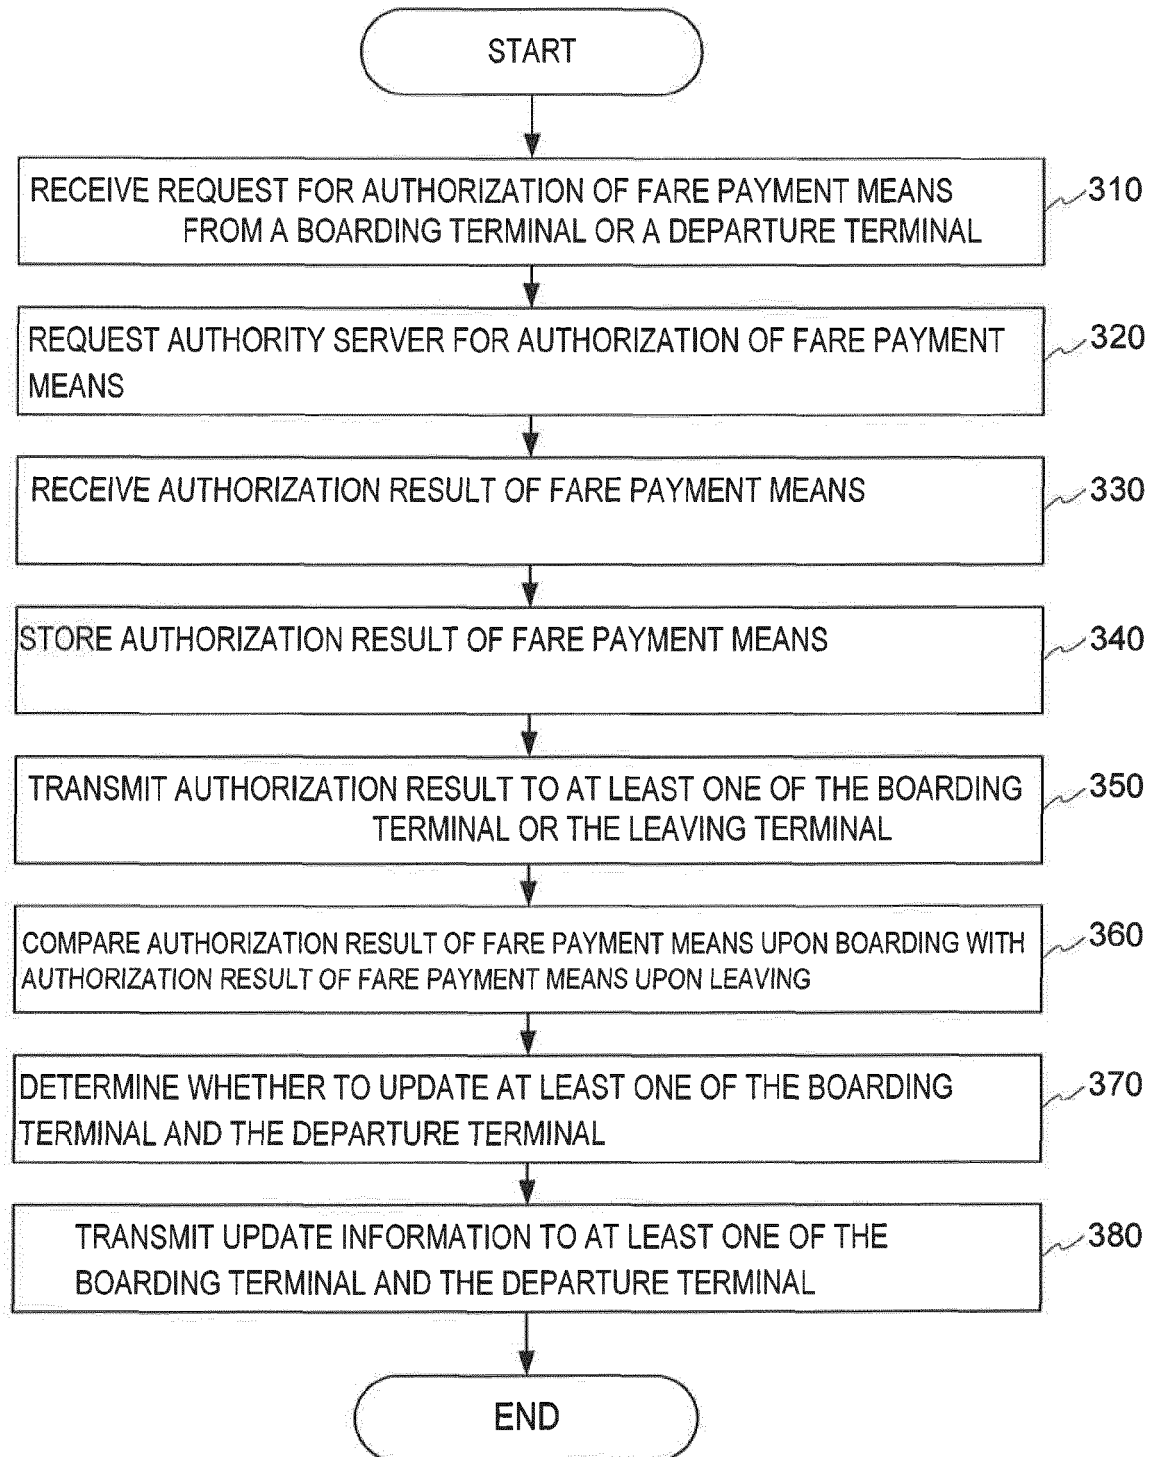 START
RECEIVE REQUEST FOR AUTHORIZATION OF FARE PAYMENT MEANS
FROM A BOARDING TERMINAL OR A DEPARTURE TERMINAL
310
REQUEST AUTHORITY SERVER FOR AUTHORIZATION OF FARE PAYMENT
MEANS
320
RECEIVE AUTHORIZATION RESULT OF FARE PAYMENT MEANS
330
STORE AUTHORIZATION RESULT OF FARE PAYMENT MEANS
340
TRANSMIT AUTHORIZATION RESULT TO AT LEAST ONE OF THE BOARDING
TERMINAL OR THE LEAVING TERMINAL
350
COMPARE AUTHORIZATION RESULT OF FARE PAYMENT MEANS UPON BOARDING WITH
AUTHORIZATION RESULT OF FARE PAYMENT MEANS UPON LEAVING
360
DETERMINE WHETHER TO UPDATE AT LEAST ONE OF THE BOARDING
TERMINAL AND THE DEPARTURE TERMINAL
370
TRANSMIT UPDATE INFORMATION TO AT LEAST ONE OF THE
BOARDING TERMINAL AND THE DEPARTURE TERMINAL
380
END